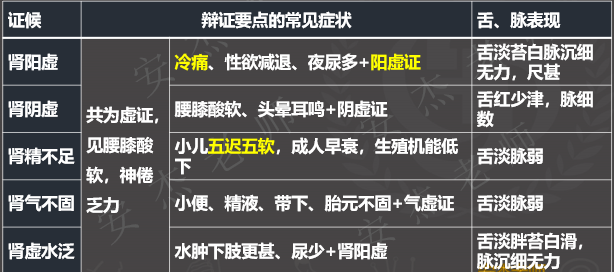 证候 辩证要点的常见症状 舌、脉表现
肾阳虚 冷痛、性欲减退、夜尿多+阳虚证 舌淡苔白脉沉细
无力，尺甚
共为虚证，
见腰膝酸
软，神倦
乏力
肾阴虚 腰膝酸软、头晕耳鸣+阴虚证 舌红少津，脉细
数
肾精不足 小儿五迟五软，成人早衰，生殖机能低
下 舌淡脉弱
肾气不固 小便、精液、带下、胎元不固+气虚证 舌淡脉弱
肾虚水泛 水肿下肢更甚、尿少+肾阳虚 舌淡胖苔白滑，
脉沉细无力
安杰老师